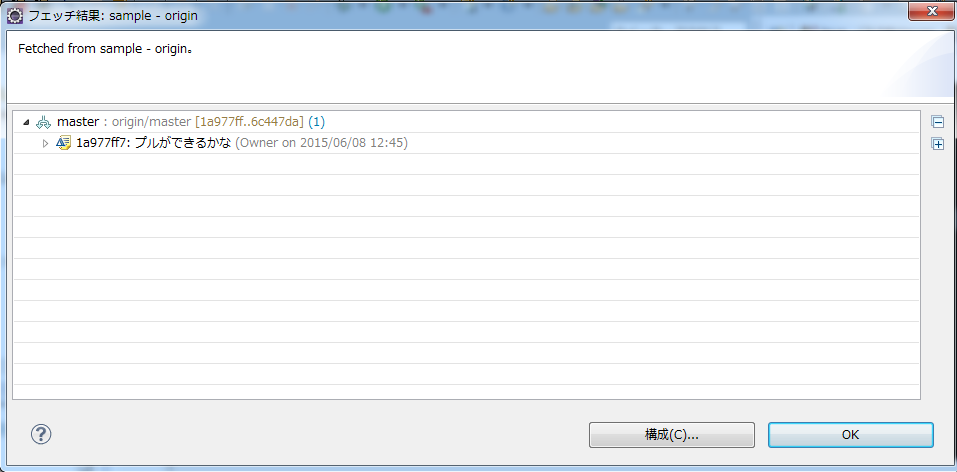 フェッチ結果: sample - origin
Fetched from sample - origin。
master : origin/master [1a977ff..6c447da] (1)
1a977ff7: プルができるかな (Owner on 2015/06/08 12:45)
構成(C)...
OK